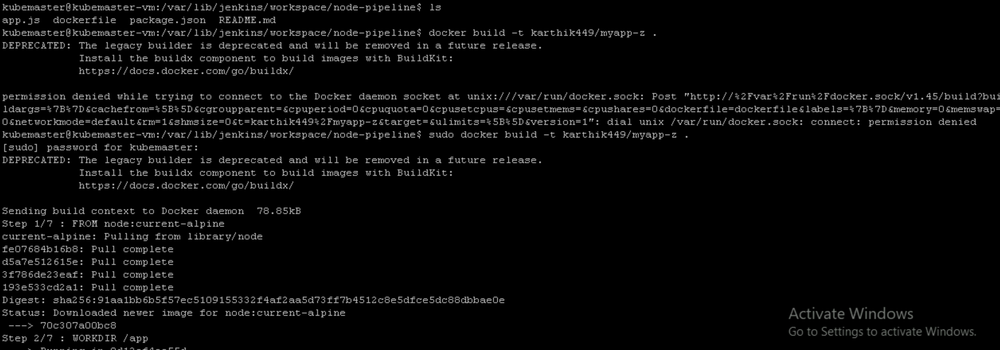 kubemaster@kubemaster-vm:/var/lib/jenkins/workspace/node-pipeline$ ls
app.js  dockerfile  package.json  README.md
kubemaster@kubemaster-vm:/var/lib/jenkins/workspace/node-pipeline$ docker build -t karthik449/myapp-z .
DEPRECATED: The legacy builder is deprecated and will be removed in a future release.
            Install the buildx component to build images with BuildKit:
            https://docs.docker.com/go/buildx/
permission denied while trying to connect to the Docker daemon socket at unix:///var/run/docker.sock: Post "http://%2Fvar%2Frun%2Fdocker.sock/v1.45/build?bui
ldargs=%7B%7D&cachefrom=%5B%5D&cgroupparent=&cpuperiod=0&cpuquota=0&cpusetcpus=&cpusetmems=&cpushares=0&dockerfile=dockerfile&labels=%7B%7D&memory=0&memswap=
0&networkmode=default&rm=1&shmsize=0&t=karthik449%2Fmyapp-z&target=&ulimits=%5B%5D&version=1": dial unix /var/run/docker.sock: connect: permission denied
kubemaster@kubemaster-vm:/var/lib/jenkins/workspace/node-pipeline$ sudo docker build -t karthik449/myapp-z .
[sudo] password for kubemaster:
DEPRECATED: The legacy builder is deprecated and will be removed in a future release.
            Install the buildx component to build images with BuildKit:
            https://docs.docker.com/go/buildx/
Sending build context to Docker daemon  78.85kB
Step 1/7 : FROM node:current-alpine
current-alpine: Pulling from library/node
fe07684b16b8: Pull complete
d5a7e512615e: Pull complete
3f786de23eaf: Pull complete
193e533cd2a1: Pull complete
Digest: sha256:91aa1bb6b5f57ec5109155332f4af2aa5d73ff7b4512c8e5dfce5dc88dbbae0e
Status: Downloaded newer image for node:current-alpine
 ---> 70c307a00bc8
Step 2/7 : WORKDIR /app
Activate Windows
Go to Settings to activate Windows.